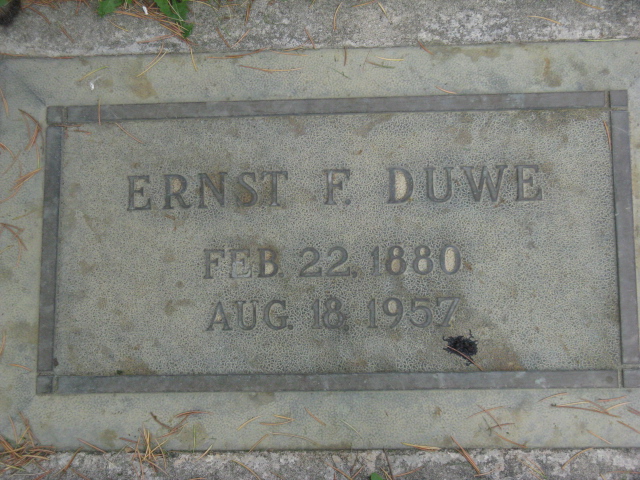 ERNST F. DUWE
FEB. 22, 1880
AUG. 18, 1957